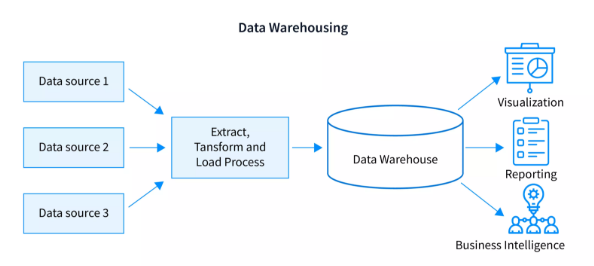 Data Warehousing
Data source 1
Data source 2
Data source 3
Extract,
Tansform and
Load Process
Data Warehouse
Visualization
Reporting
Business Intelligence